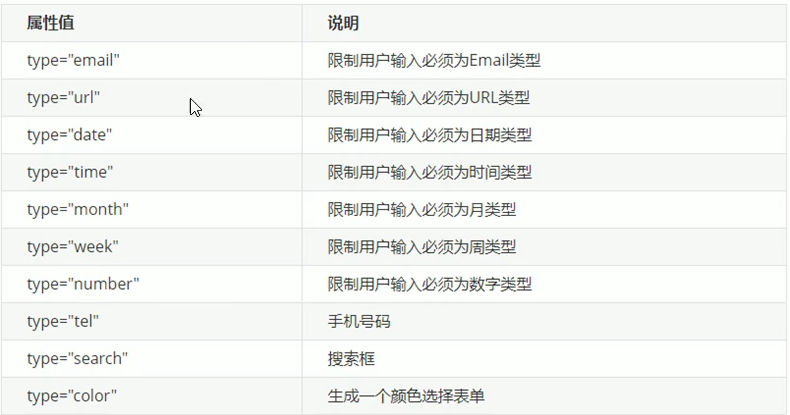 属性值 说明
type="email" 限制用户输入必须为Email类型
type="url" 限制用户输入必须为URL类型
type="date" 限制用户输入必须为日期类型
type="time" 限制用户输入必须为时间类型
type="month" 限制用户输入必须为月类型
type="week" 限制用户输入必须为周类型
type="number" 限制用户输入必须为数字类型
type="tel" 手机号码
type="search" 搜索框
type="color" 生成一个颜色选择表单